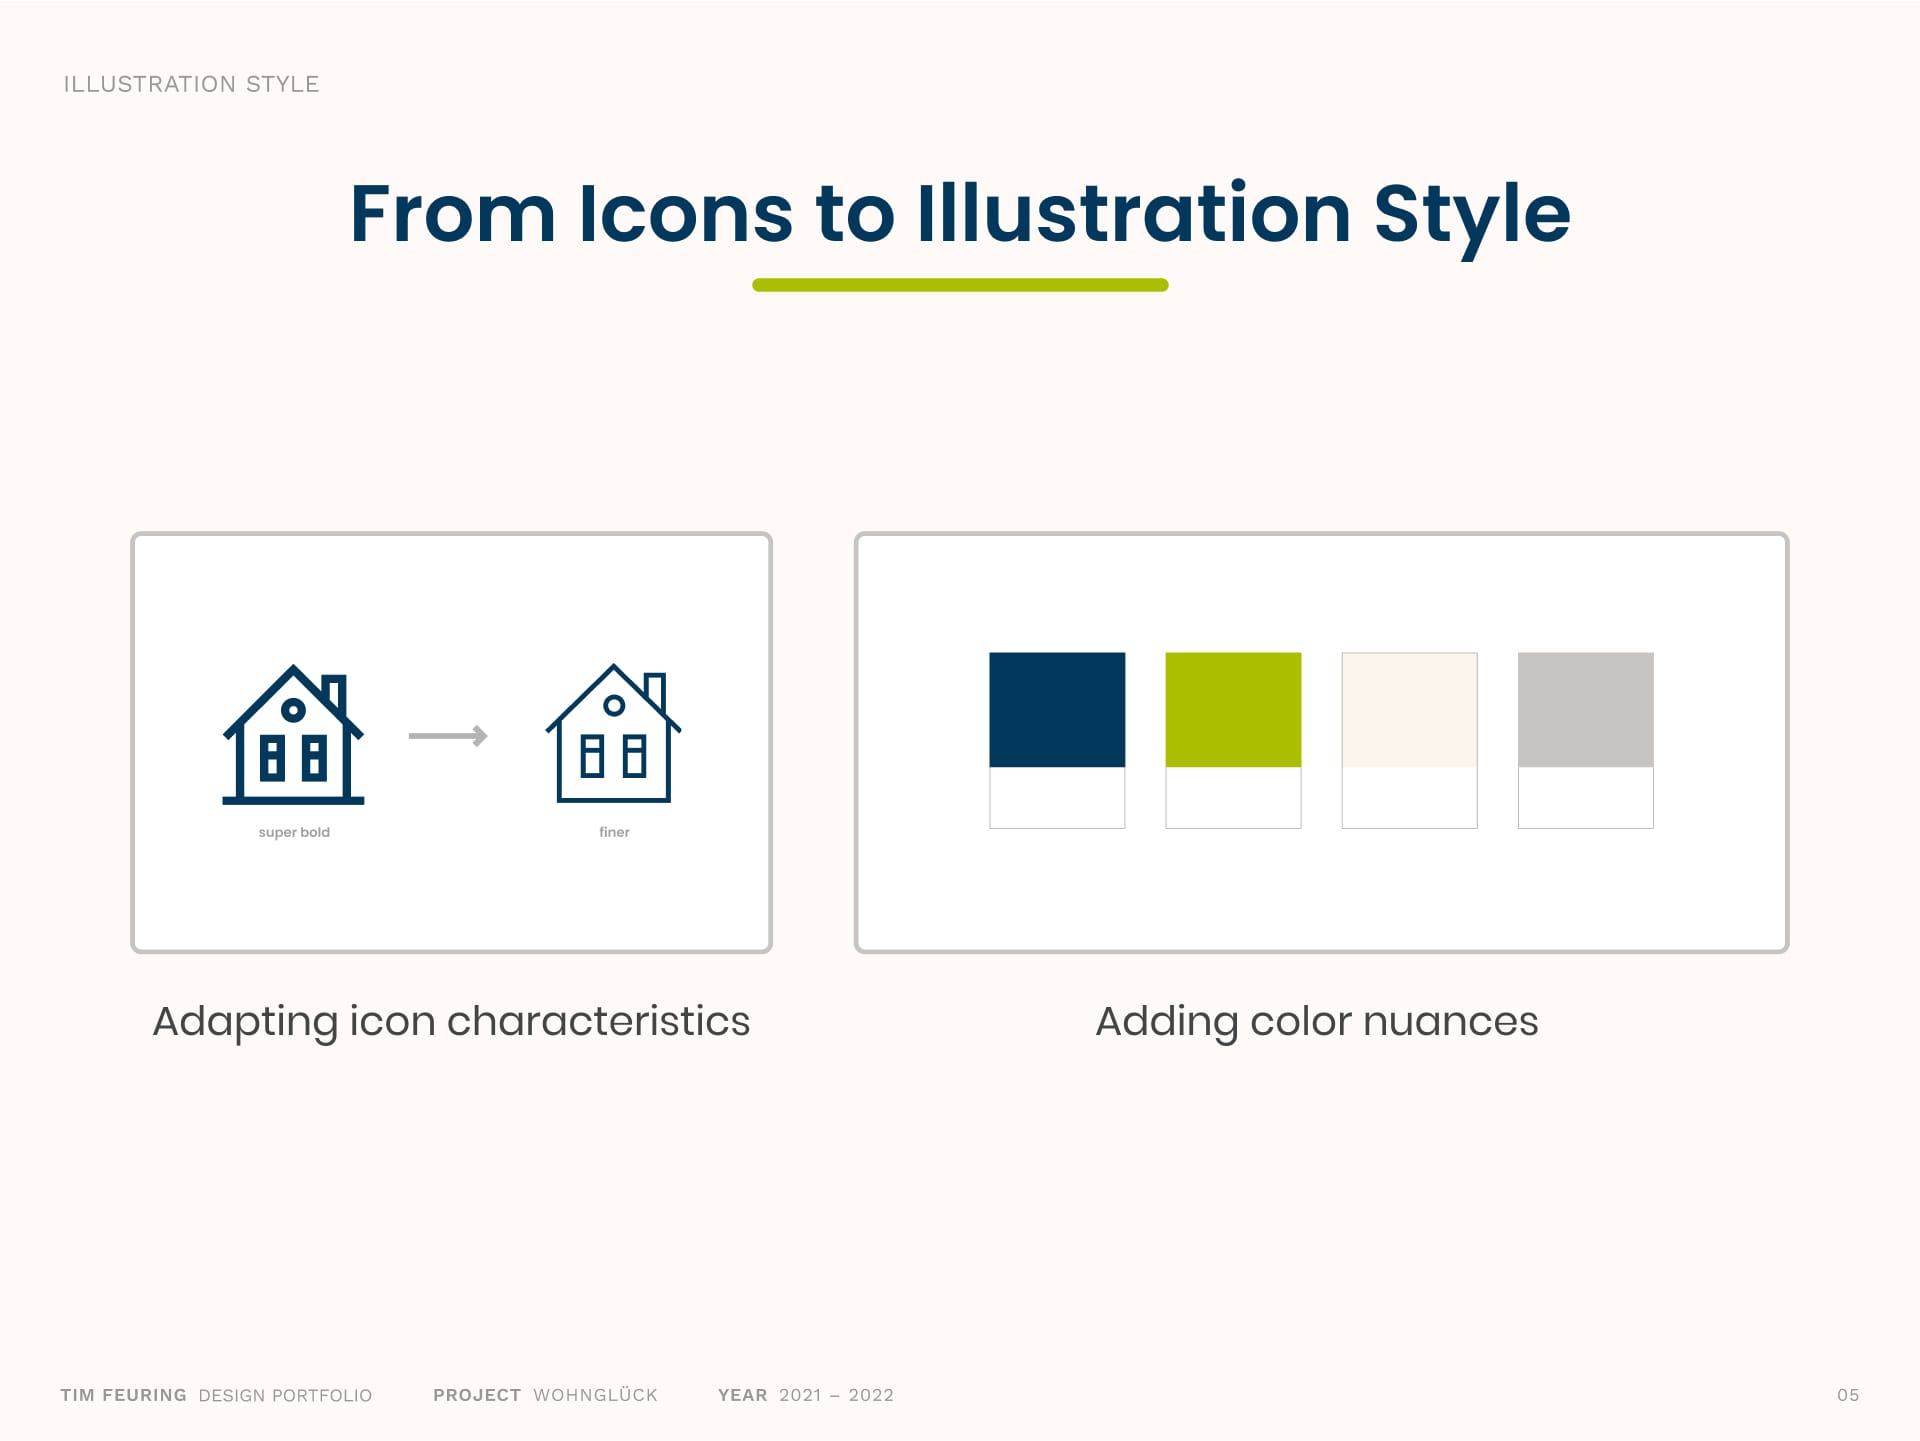 ILLUSTRATION STYLE
From Icons to Illustration Style
super bold
finer
Adapting icon characteristics
Adding color nuances
TIM FEURING DESIGN PORTFOLIO PROJECT WOHNGLÜCK YEAR 2021 – 2022 05